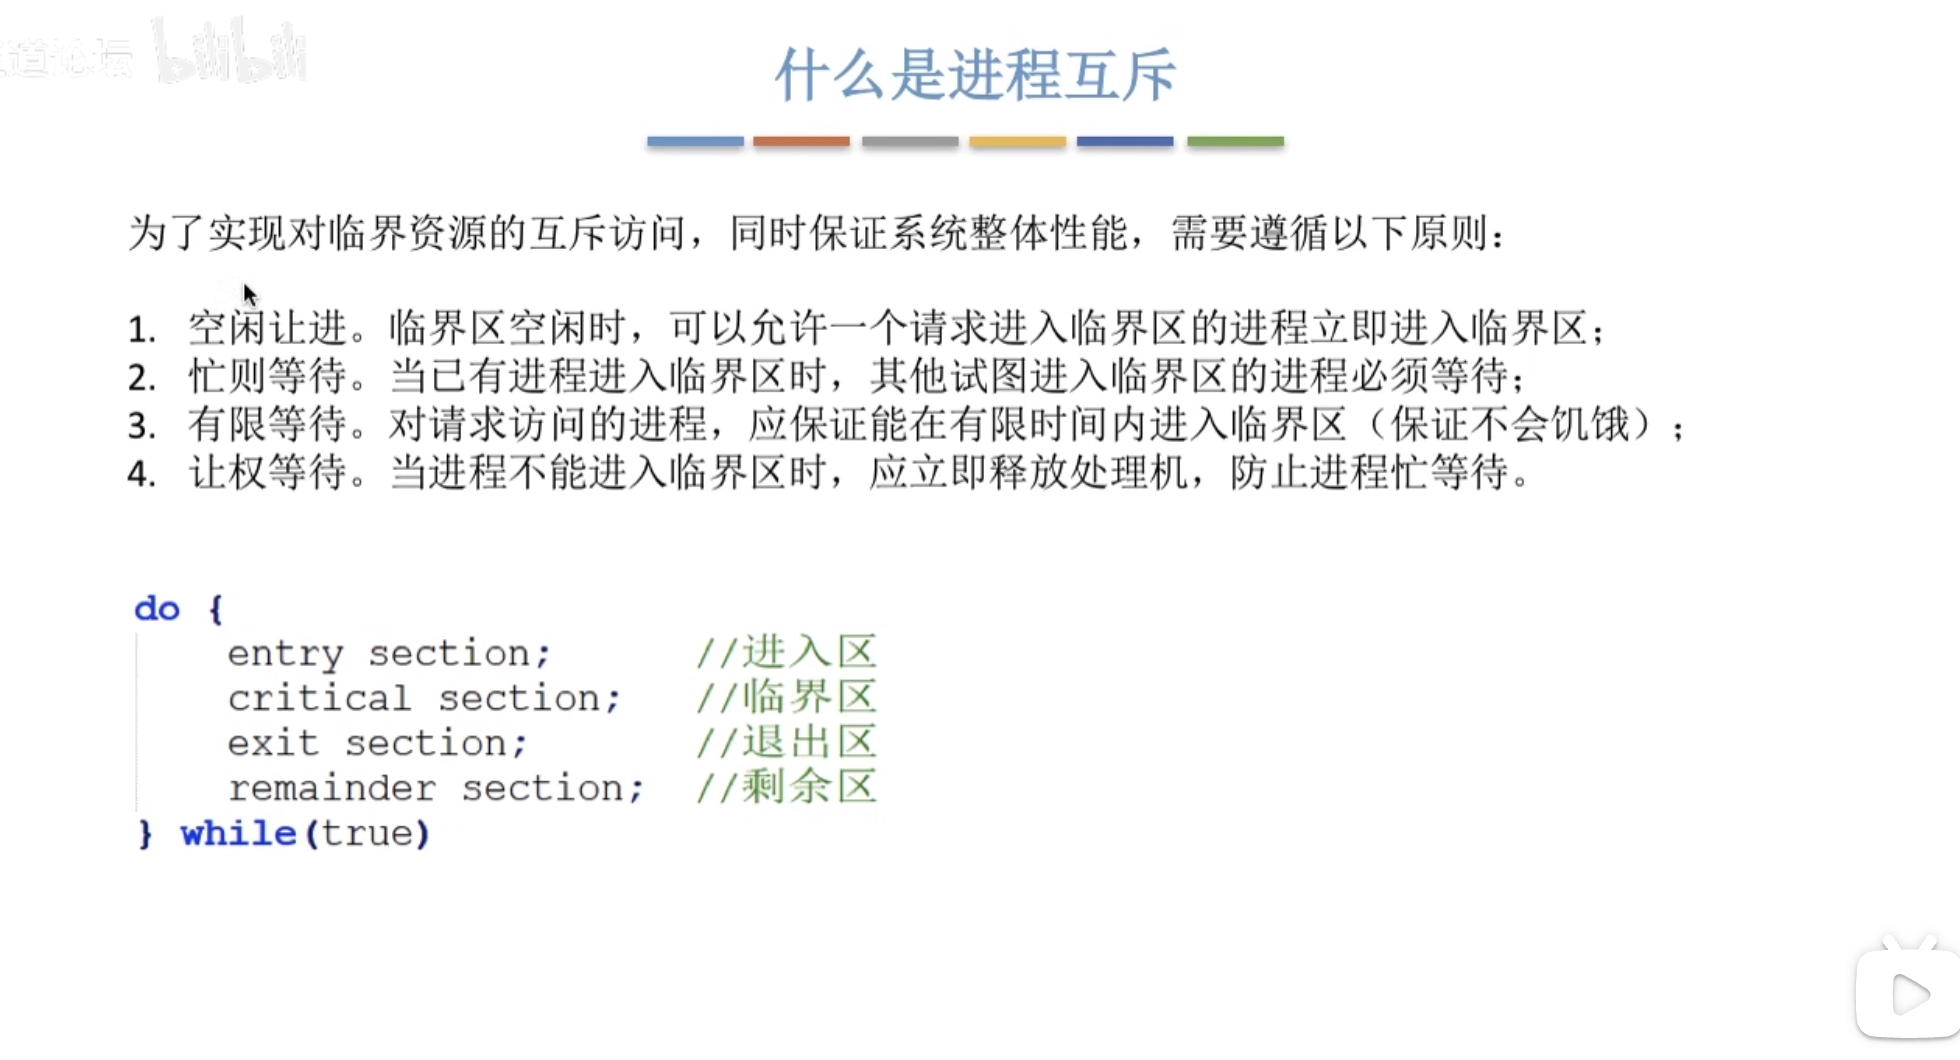 道论坛 bilibili
什么是进程互斥
为了实现对临界资源的互斥访问，同时保证系统整体性能，需要遵循以下原则：
1. 空闲让进。临界区空闲时，可以允许一个请求进入临界区的进程立即进入临界区；
2. 忙则等待。当已有进程进入临界区时，其他试图进入临界区的进程必须等待；
3. 有限等待。对请求访问的进程，应保证能在有限时间内进入临界区（保证不会饥饿）；
4. 让权等待。当进程不能进入临界区时，应立即释放处理机，防止进程忙等待。
do {
entry section; //进入区
critical section; //临界区
exit section; //退出区
remainder section; //剩余区
} while(true)